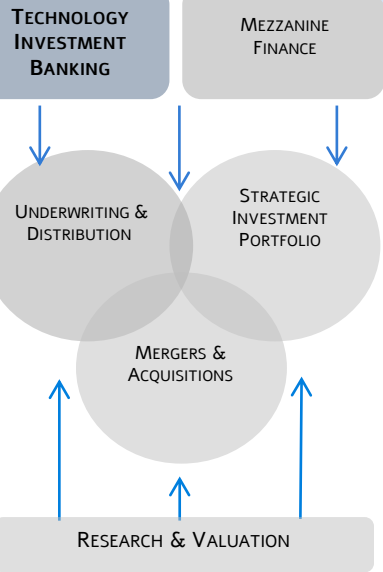 TECHNOLOGY
INVESTMENT
BANKING
MEZZANINE
FINANCE
UNDERWRITING &
DISTRIBUTION
STRATEGIC
INVESTMENT
PORTFOLIO
MERGERS &
ACQUISITIONS
RESEARCH & VALUATION